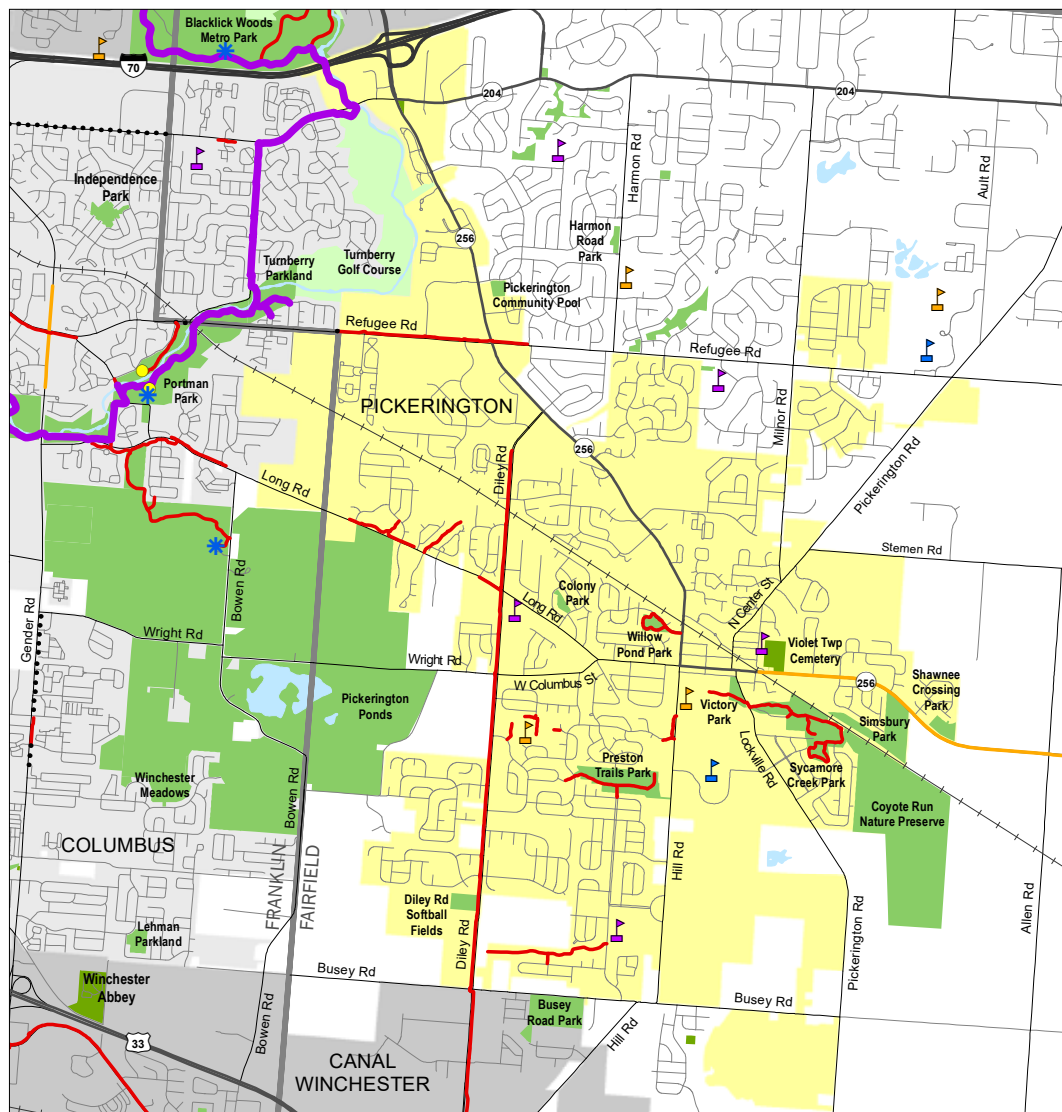 Blacklick Woods
Metro Park
70
204
204
Harmon Rd
Ault Rd
Independence
Park
256
Harmon
Road
Park
Turnberry
Parkland
Turnberry
Golf Course
Pickerington
Community Pool
Refugee Rd
Refugee Rd
Portman
Park
PICKERINGTON
Milnor Rd
256
Diley Rd
Pickerington Rd
Long Rd
Stemen Rd
Bowen Rd
Colony
Park
Long Rd
N Center St
Gender Rd
Wright Rd
Willow
Pond Park
Violet Twp
Cemetery
Wright Rd
W Columbus St
256
Shawnee
Crossing
Park
Pickerington
Ponds
Victory
Park
Simsbury
Park
Lockville Rd
Preston
Trails Park
Sycamore
Creek Park
Winchester
Meadows
Bowen Rd
Coyote Run
Nature Preserve
COLUMBUS
FRANKLIN
FAIRFIELD
Hill Rd
Diley Rd
Softball
Fields
Allen Rd
Lehman
Parkland
Diley Rd
Pickerington Rd
Busey Rd
Winchester
Abbey
Busey Rd
Busey
Road Park
Bowen Rd
Hill Rd
33
CANAL
WINCHESTER